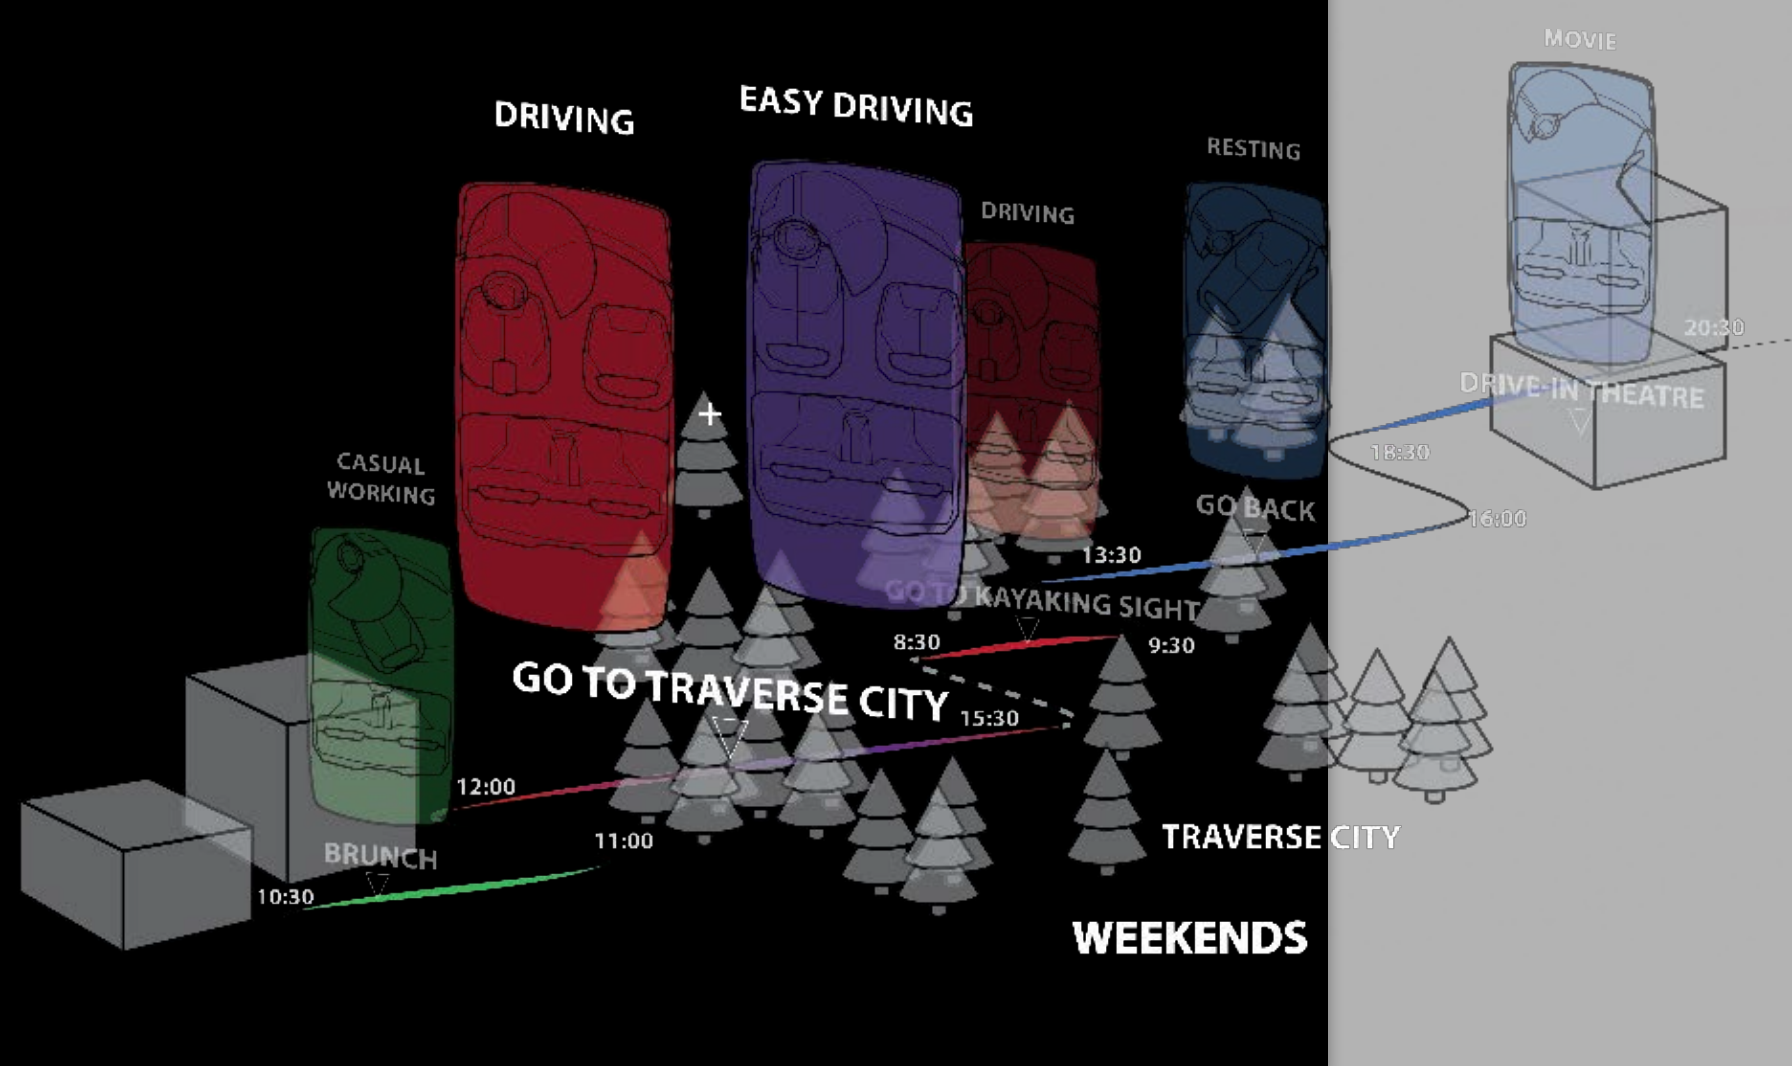 MOVIE
EASY DRIVING
DRIVING
RESTING
DRIVING
20:30
DRIVE-IN THEATRE
18:30
CASUAL
WORKING
GO BACK
16:00
13:30
GO TO KAYAKING SIGHT
8:30
9:30
GO TO TRAVERSE CITY
15:30
12:00
11:00
TRAVERSE CITY
BRUNCH
10:30
WEEKENDS